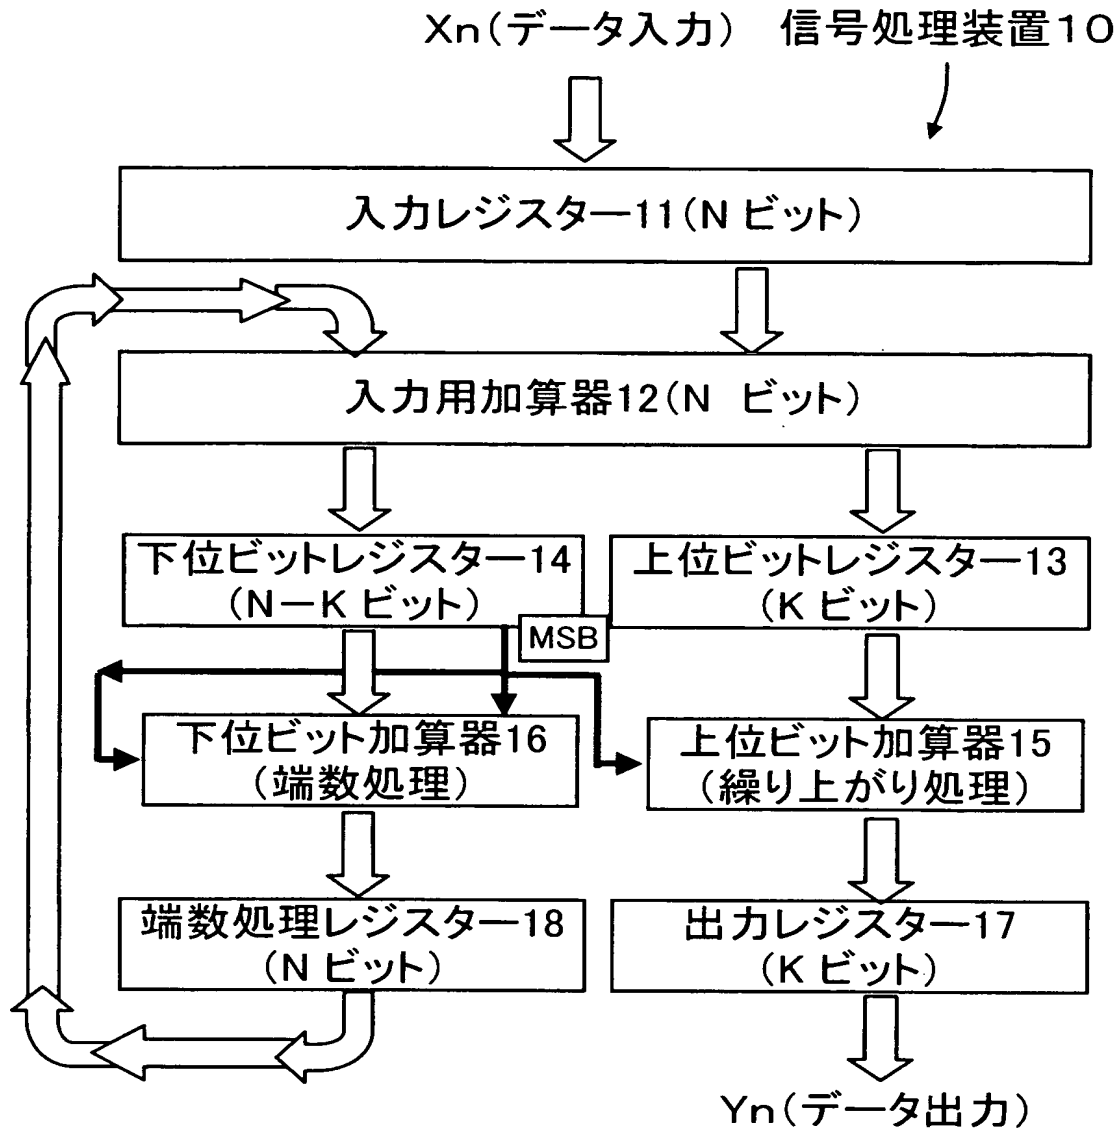 Xn(データ入力) 信号処理装置10
入力レジスター11(N ビット)
入力用加算器12(N ビット)
下位ビットレジスター14
(N－K ビット)
上位ビットレジスター13
(K ビット)
MSB
下位ビット加算器16
(端数処理)
上位ビット加算器15
(繰り上がり処理)
端数処理レジスター18
(N ビット)
出力レジスター17
(K ビット)
Yn(データ出力)